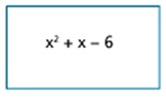 x² + x – 6